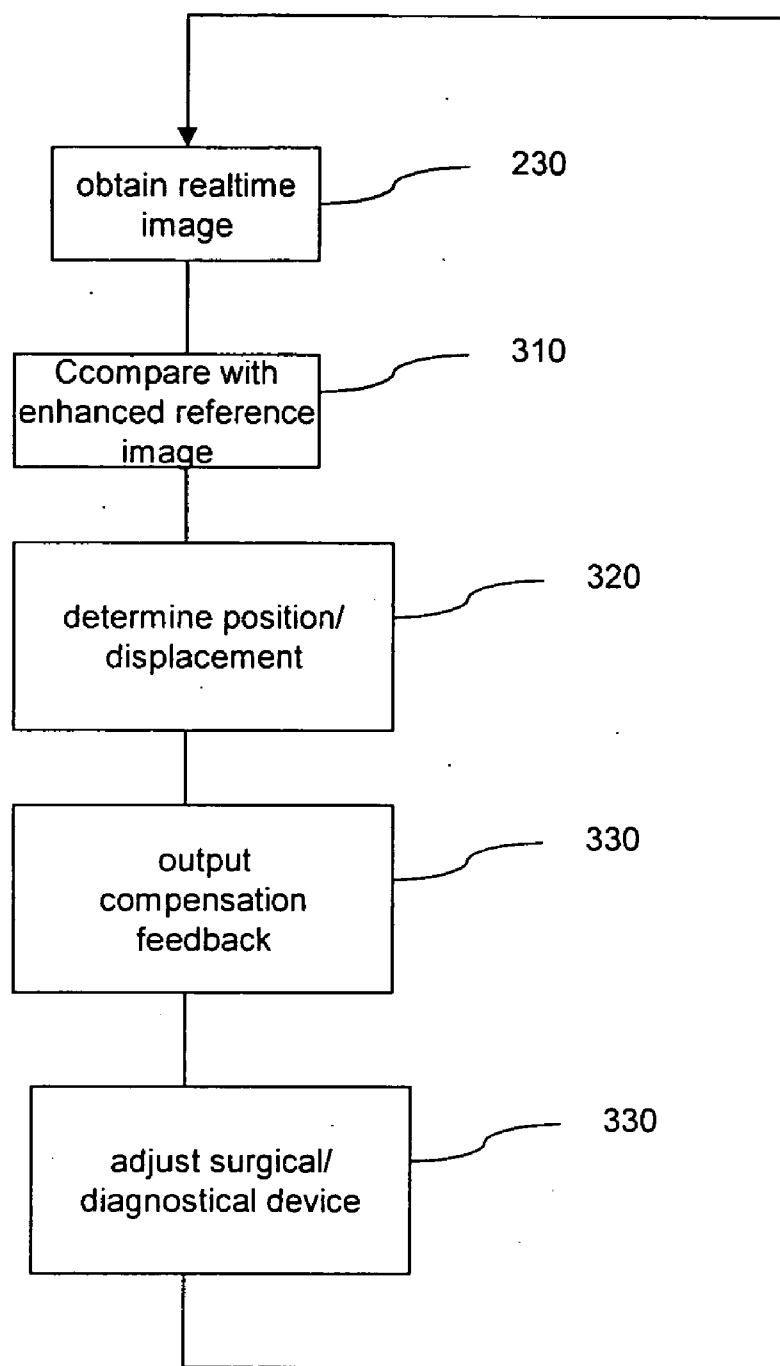 obtain realtime
image
230
Ccompare with
enhanced reference
image
310
determine position/
displacement
320
output
compensation
feedback
330
adjust surgical/
diagnostical device
330